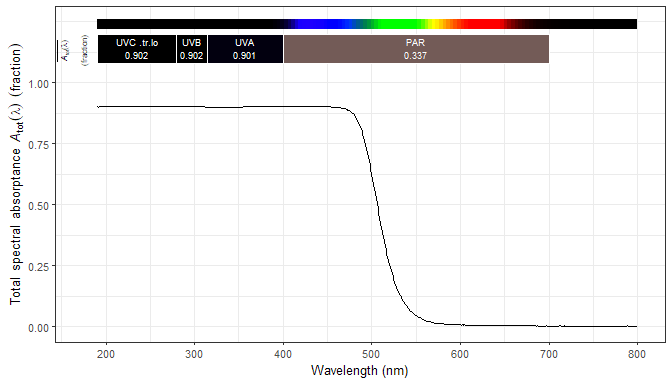 UVC .tr.lo UVB UVA PAR
0.902 0.902 0.901 0.337
Atot(λ)
(fraction)
1.00
0.75
0.50
0.25
0.00
Total spectral absorptance Atot(λ) (fraction)
200 300 400 500 600 700 800
Wavelength (nm)